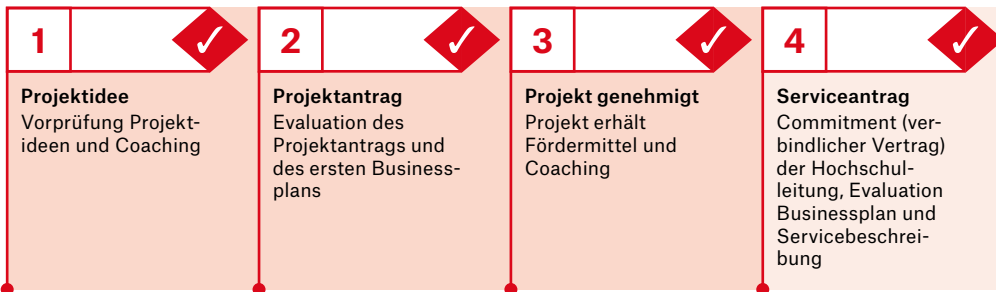 1
Projektidee
Vorprüfung Projekt-
ideen und Coaching
2
Projektantrag
Evaluation des
Projektantrags und
des ersten Business-
plans
3
Projekt genehmigt
Projekt erhält
Fördermittel und
Coaching
4
Serviceantrag
Commitment (ver-
bindlicher Vertrag)
der Hochschul-
leitung, Evaluation
Businessplan und
Servicebeschrei-
bung